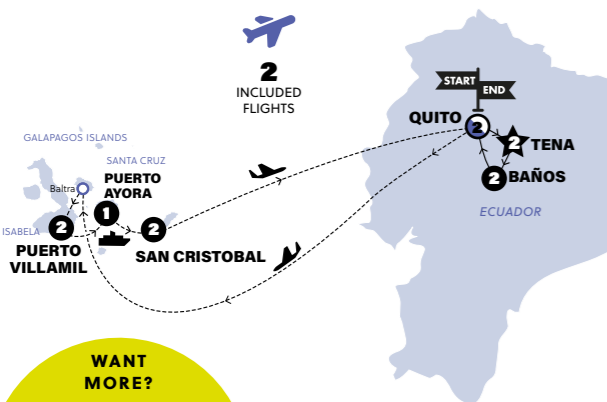 2
INCLUDED
FLIGHTS
START
END
QUITO
2
2
TENA
2
BAÑOS
ECUADOR
GALAPAGOS ISLANDS
SANTA CRUZ
PUERTO
AYORA
Baltra
1
ISABELA
2
PUERTO
VILLAMIL
2
SAN CRISTOBAL
WANT
MORE?